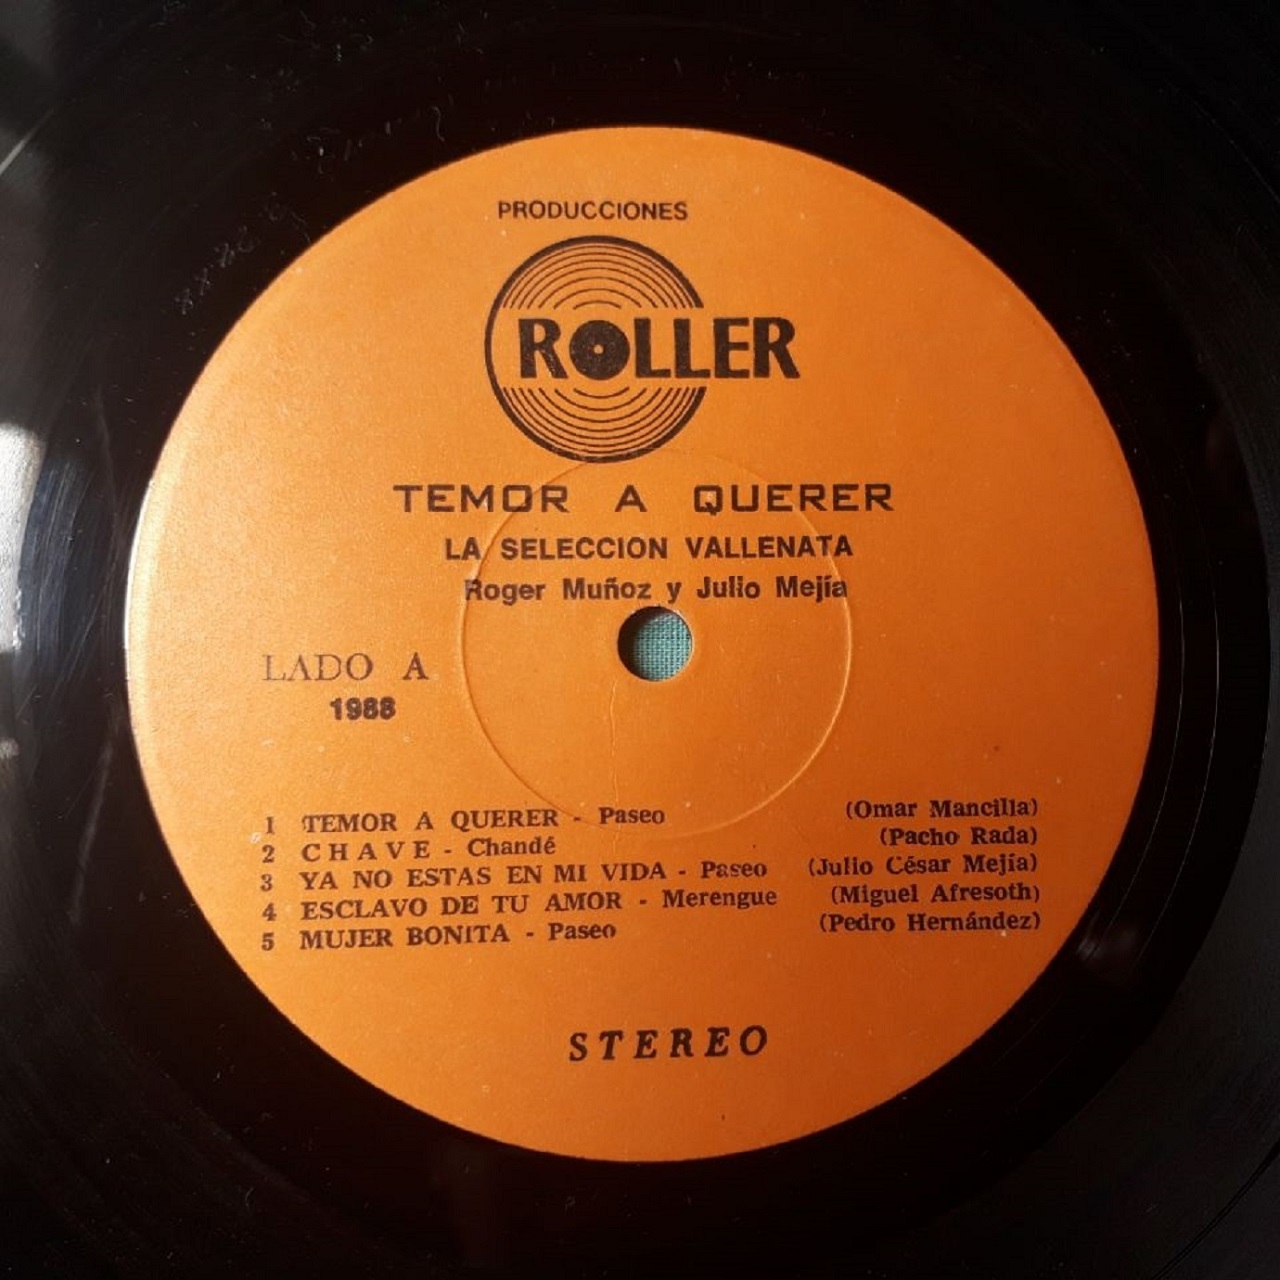 PRODUCCIONES
ROLLER
TEMOR A QUERER
LA SELECCION VALLENATA
Roger Muñoz y Julio Mejía
LADO A
1988
1 TEMOR A QUERER - Paseo (Omar Mancilla)
2 CHAVE - Chandé (Pacho Rada)
3 YA NO ESTAS EN MI VIDA - Paseo (Julio César Mejía)
4 ESCLAVO DE TU AMOR - Merengue (Miguel Afresoth)
5 MUJER BONITA - Paseo (Pedro Hernández)
STEREO